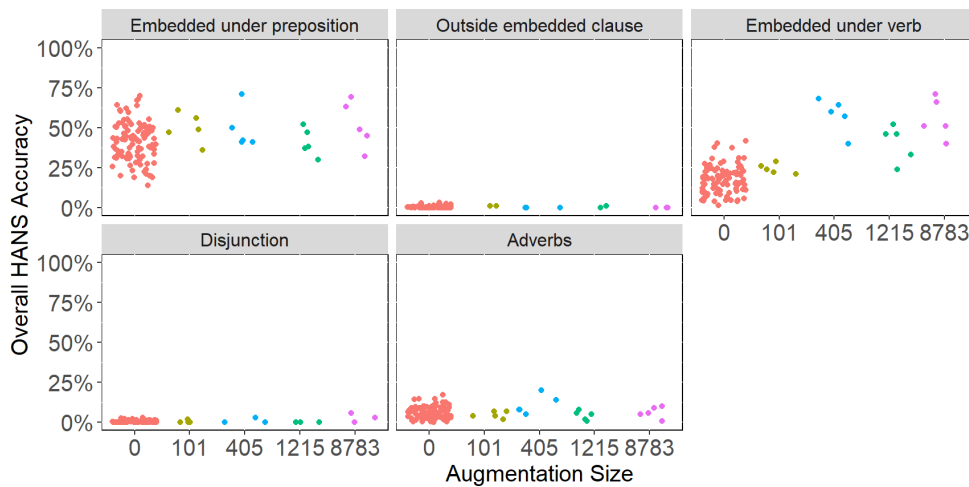 Embedded under preposition
Outside embedded clause
Embedded under verb
100%
75%
50%
25%
0%
0 101 405 1215 8783
Disjunction
Adverbs
100%
75%
50%
25%
0%
0 101 405 1215 8783
0 101 405 1215 8783
Overall HANS Accuracy
Augmentation Size